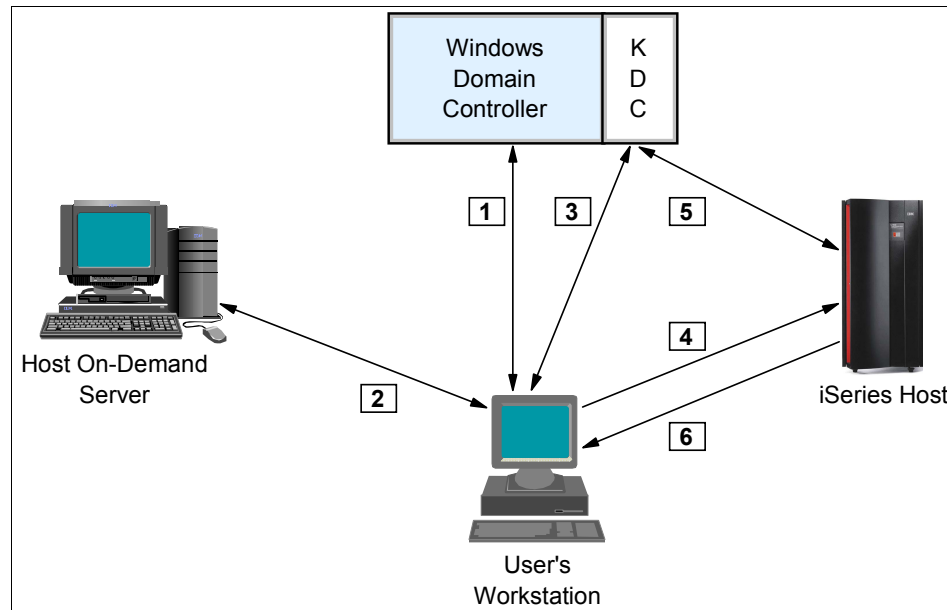 Windows
Domain
Controller
K
D
C
1
3
5
2
4
6
Host On-Demand
Server
iSeries Host
User's
Workstation